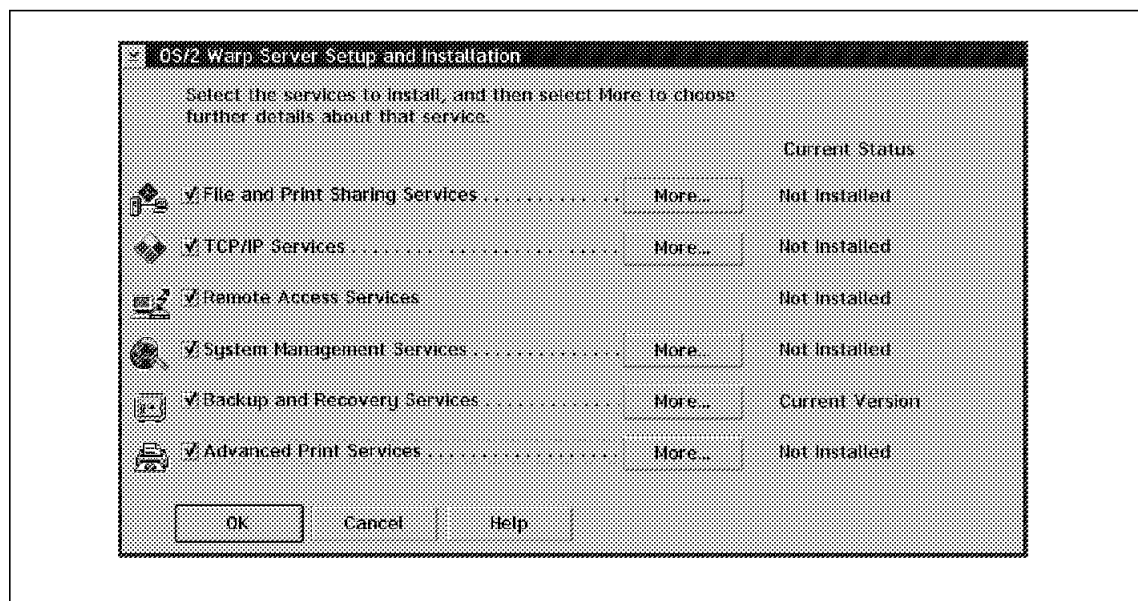 OS/2 Warp Server Setup and Installation
Select the services to install, and then select More to choose
further details about that service.
Current Status
File and Print Sharing Services . . . . . . . . . . . . . More... Not Installed
TCP/IP Services . . . . . . . . . . . . . . . . . . . . . . . . . More... Not Installed
Remote Access Services Not Installed
System Management Services . . . . . . . . . . . . . . More... Not Installed
Backup and Recovery Services . . . . . . . . . . . . . More... Current Version
Advanced Print Services . . . . . . . . . . . . . . . . . . More... Not Installed
OK Cancel Help